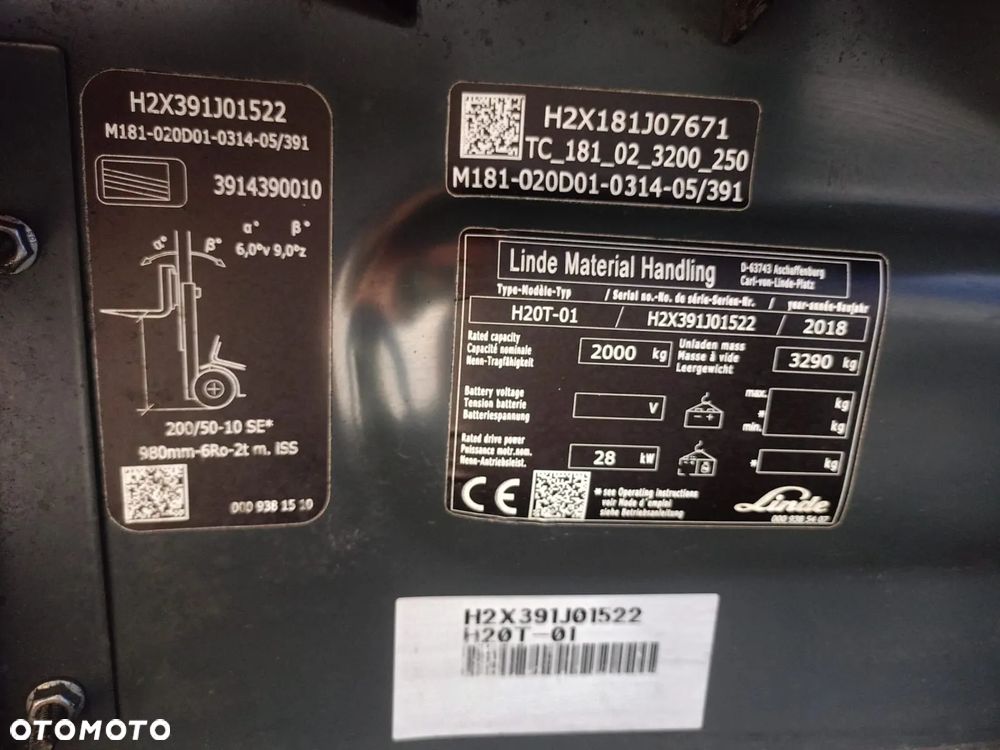 H2X391J01522
M181-020D01-0314-05/391
3914390010
α° β°
6,0°v 9,0°z
α° β°
200/50-10 SE*
980mm-6Ro-2t m. ISS
000 938 15 10
H2X181J07671
TC_181_02_3200_250
M181-020D01-0314-05/391
Linde Material Handling
D-63743 Aschaffenburg
Carl-von-Linde-Platz
Type-Modèle-Typ / Serial no.-No. de série-Serien-Nr. / year-année-Baujahr
H20T-01 / H2X391J01522 / 2018
Rated capacity
Capacité nominale
Nenn-Tragfähigkeit
2000 kg
Unladen mass
Masse à vide
Leergewicht
3290 kg
Battery voltage
Tension batterie
Batteriespannung
V
- +
max. kg
*
min. kg
Rated drive power
Puissance motr.nom.
Nenn-Antriebsleist.
28 kW
* kg
CE
* see Operating instructions
voir Mode d'emploi
siehe Betriebsanleitung
Linde
000 938 54 07
H2X391J01522
H20T-01
OTOMOTO